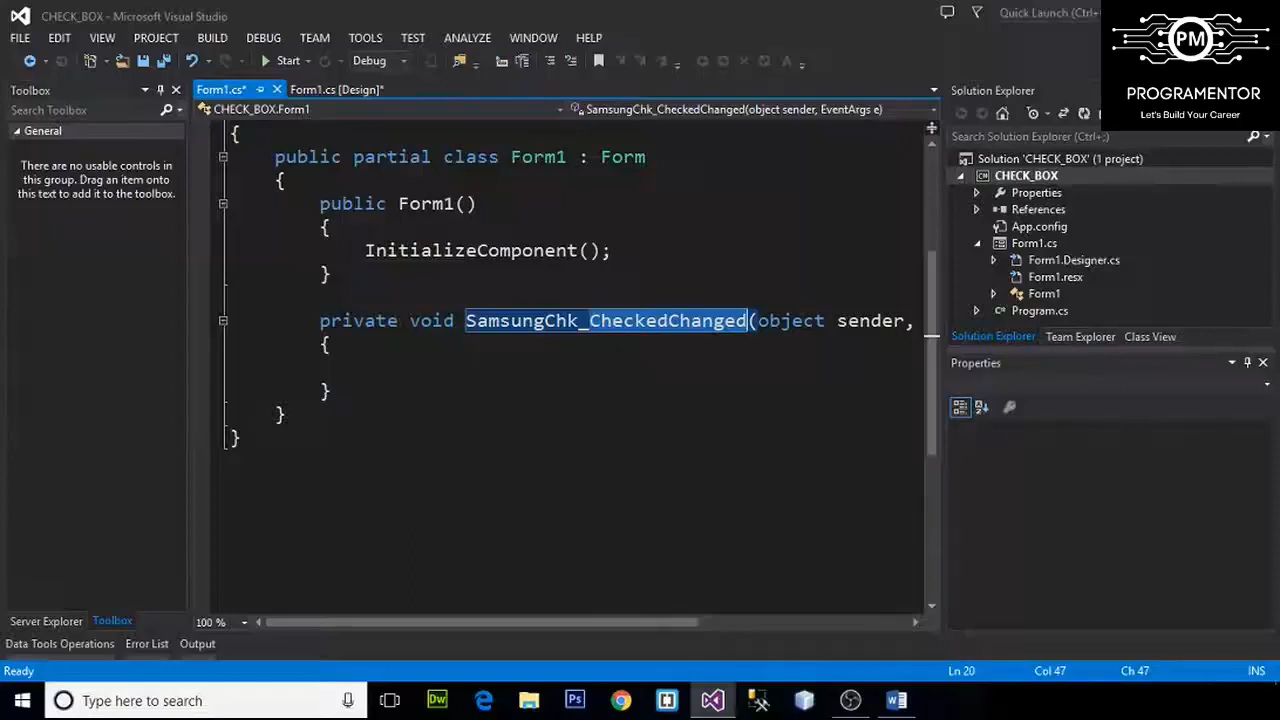 CHECK_BOX - Microsoft Visual Studio
Quick Launch (Ctrl+
FILE EDIT VIEW PROJECT BUILD DEBUG TEAM TOOLS TEST ANALYZE WINDOW HELP
Start Debug
PM
PROGRAMENTOR
Let's Build Your Career
Toolbox
Search Toolbox
General
There are no usable controls in
this group. Drag an item onto
this text to add it to the toolbox.
Form1.cs* Form1.cs [Design]*
CHECK_BOX.Form1 SamsungChk_CheckedChanged(object sender, EventArgs e)
{
public partial class Form1 : Form
{
public Form1()
{
InitializeComponent();
}
private void SamsungChk_CheckedChanged(object sender,
{
}
}
}
100 %
Solution Explorer
Search Solution Explorer (Ctrl+;)
Solution 'CHECK_BOX' (1 project)
CHECK_BOX
Properties
References
App.config
Form1.cs
Form1.Designer.cs
Form1.resx
Form1
Program.cs
Solution Explorer Team Explorer Class View
Properties
Server Explorer Toolbox
Data Tools Operations Error List Output
Ready Ln 20 Col 47 Ch 47 INS
Type here to search
Dw
Ps